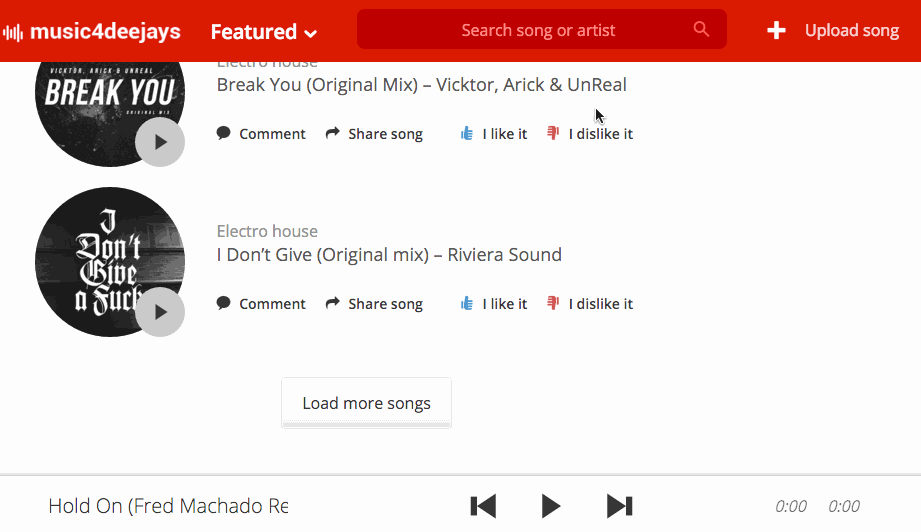 music4deejays
Featured
Search song or artist
Upload song
VICKTOR, ARICK & UNREAL
BREAK YOU
ORIGINAL MIX
Electro house
Break You (Original Mix) – Vicktor, Arick & UnReal
Comment
Share song
I like it
I dislike it
I
Don't
Give
a Fuck
Electro house
I Don’t Give (Original mix) – Riviera Sound
Comment
Share song
I like it
I dislike it
Load more songs
Hold On (Fred Machado Re
0:00
0:00